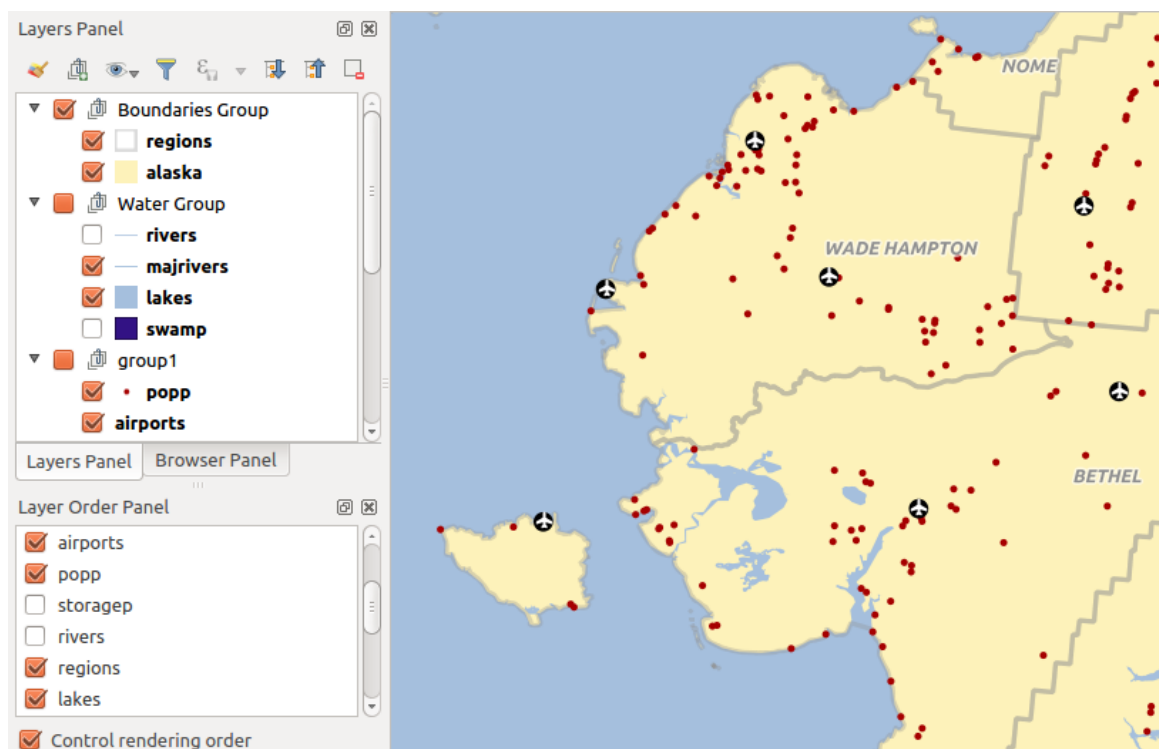 Layers Panel
Boundaries Group
regions
alaska
Water Group
rivers
majrivers
lakes
swamp
group1
popp
airports
Layers Panel
Browser Panel
Layer Order Panel
airports
popp
storagep
rivers
regions
lakes
Control rendering order
NOME
WADE HAMPTON
BETHEL